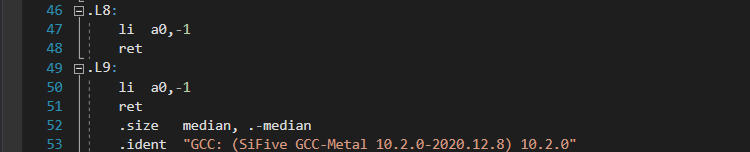 46 .L8:
47 li a0,-1
48 ret
49 .L9:
50 li a0,-1
51 ret
52 .size median, .-median
53 .ident "GCC: (SiFive GCC-Metal 10.2.0-2020.12.8) 10.2.0"